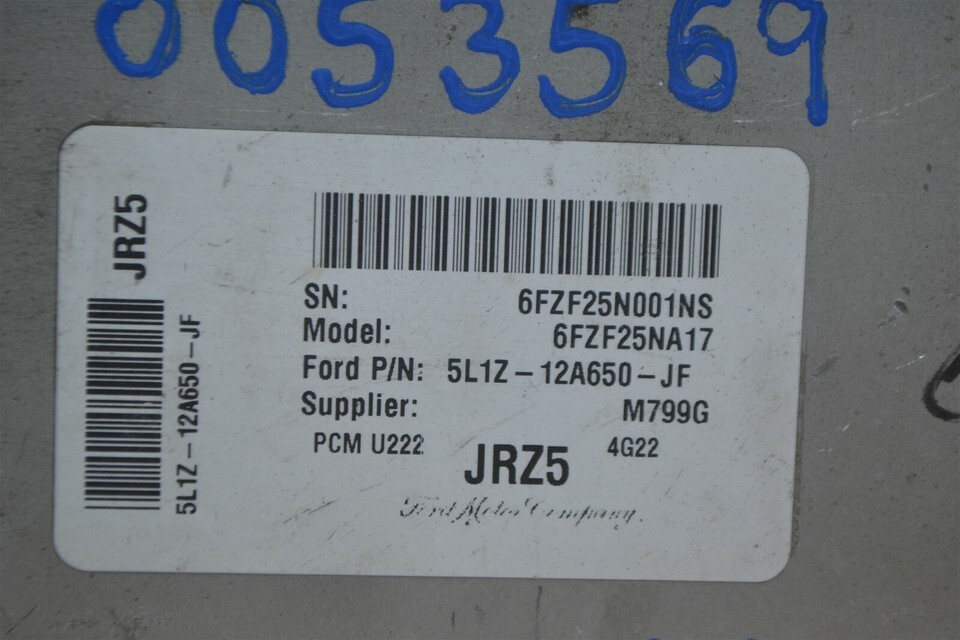 0053569
JRZ5
5L1Z-12A650-JF
SN: 6FZF25N001NS
Model: 6FZF25NA17
Ford P/N: 5L1Z-12A650-JF
Supplier: M799G
PCM U222 JRZ5 4G22
Ford Motor Company.